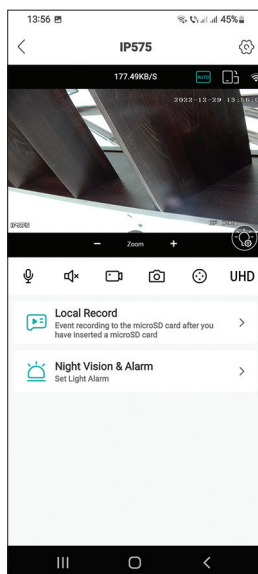 13:56 45%
IP575
177.49KB/S AUTO
2022-12-29 13:56:0
IP575
− Zoom +
UHD
Local Record
Event recording to the microSD card after you
have inserted a microSD card
Night Vision & Alarm
Set Light Alarm